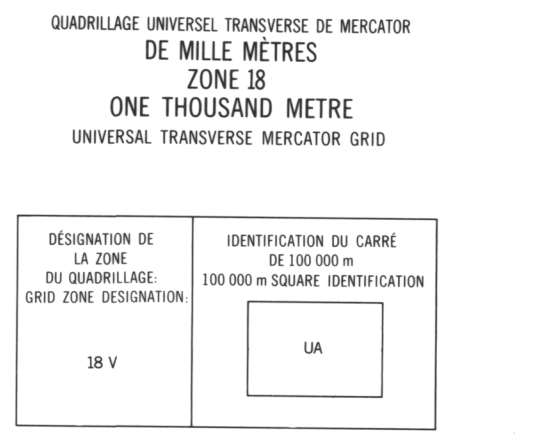 QUADRILLAGE UNIVERSEL TRANSVERSE DE MERCATOR
DE MILLE MÈTRES
ZONE 18
ONE THOUSAND METRE
UNIVERSAL TRANSVERSE MERCATOR GRID
DÉSIGNATION DE
LA ZONE
DU QUADRILLAGE:
GRID ZONE DESIGNATION:
18 V
IDENTIFICATION DU CARRÉ
DE 100 000 m
100 000 m SQUARE IDENTIFICATION
UA